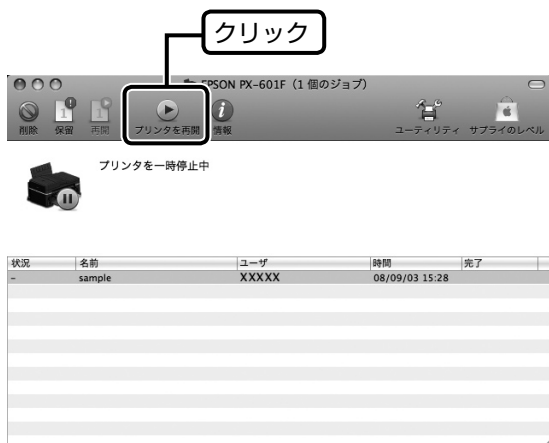 クリック
EPSON PX-601F（1 個のジョブ）
削除 保留 再開 プリンタを再開 情報 ユーティリティ サプライのレベル
プリンタを一時停止中
状況 名前 ユーザ 時間 完了
- sample XXXXX 08/09/03 15:28